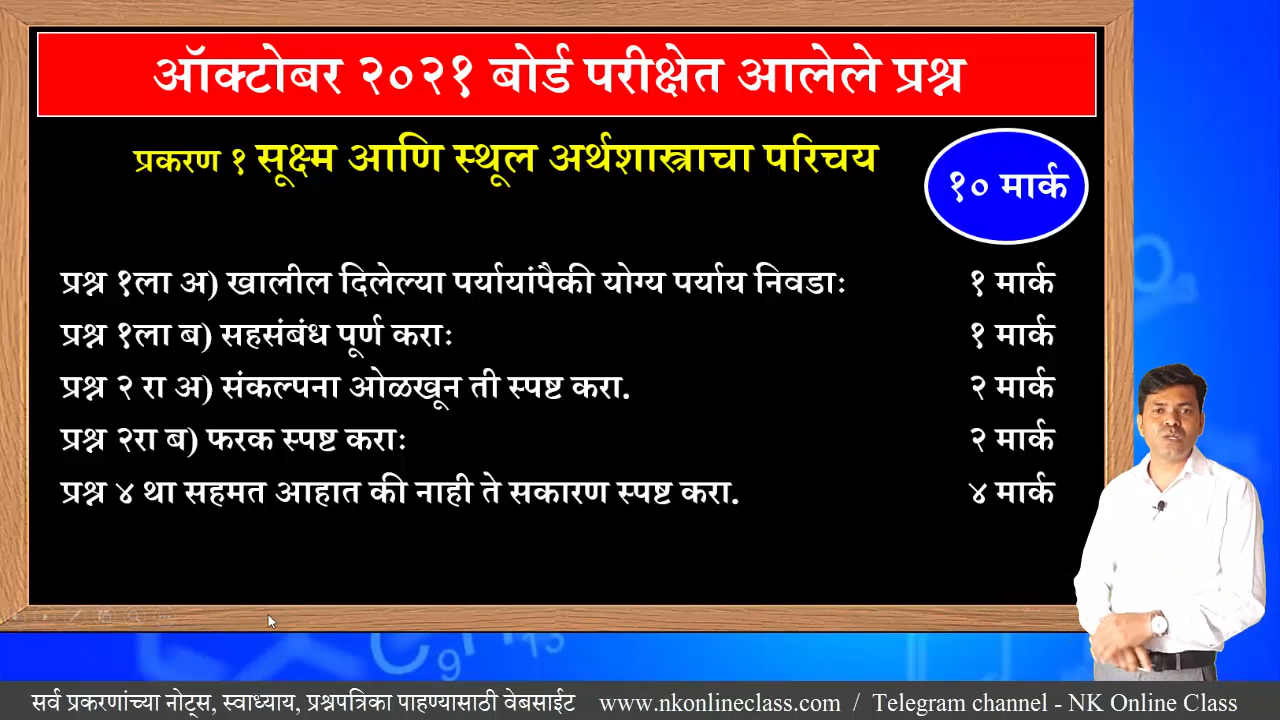 ऑक्टोबर २०२१ बोर्ड परीक्षेत आलेले प्रश्न
प्रकरण १ सूक्ष्म आणि स्थूल अर्थशास्त्राचा परिचय
१० मार्क
प्रश्न १ला अ) खालील दिलेल्या पर्यायांपैकी योग्य पर्याय निवडाः १ मार्क
प्रश्न १ला ब) सहसंबंध पूर्ण कराः १ मार्क
प्रश्न २ रा अ) संकल्पना ओळखून ती स्पष्ट करा. २ मार्क
प्रश्न २रा ब) फरक स्पष्ट कराः २ मार्क
प्रश्न ४ था सहमत आहात की नाही ते सकारण स्पष्ट करा. ४ मार्क
सर्व प्रकरणांच्या नोट्स, स्वाध्याय, प्रश्नपत्रिका पाहण्यासाठी वेबसाईट www.nkonlineclass.com / Telegram channel - NK Online Class